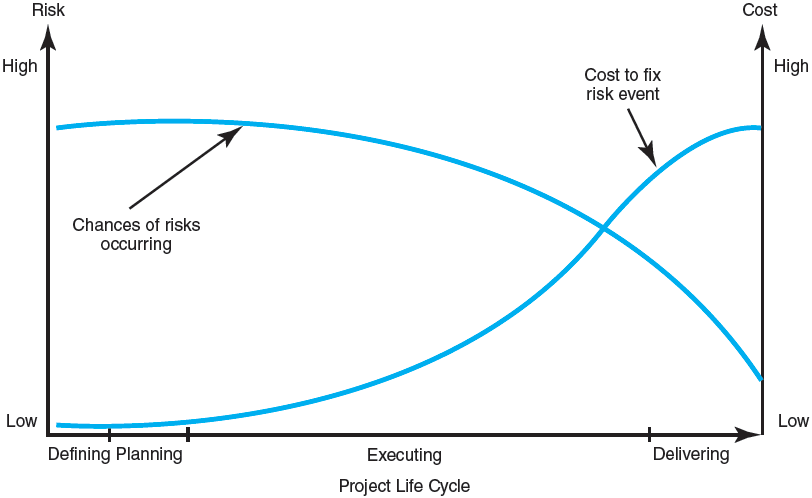 Risk
Cost
High
High
Cost to fix
risk event
Chances of risks
occurring
Low
Low
Defining Planning
Executing
Delivering
Project Life Cycle